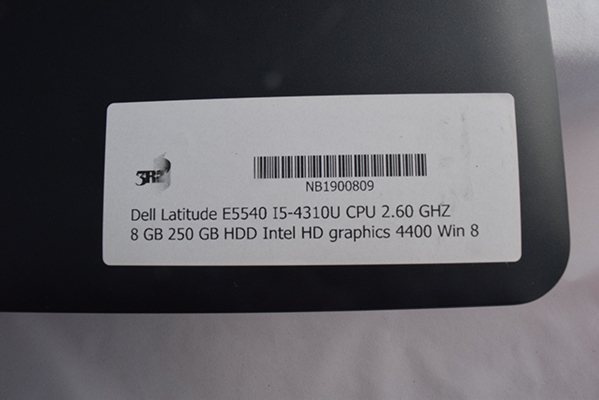 3R2
NB1900809
Dell Latitude E5540 I5-4310U CPU 2.60 GHZ
8 GB 250 GB HDD Intel HD graphics 4400 Win 8